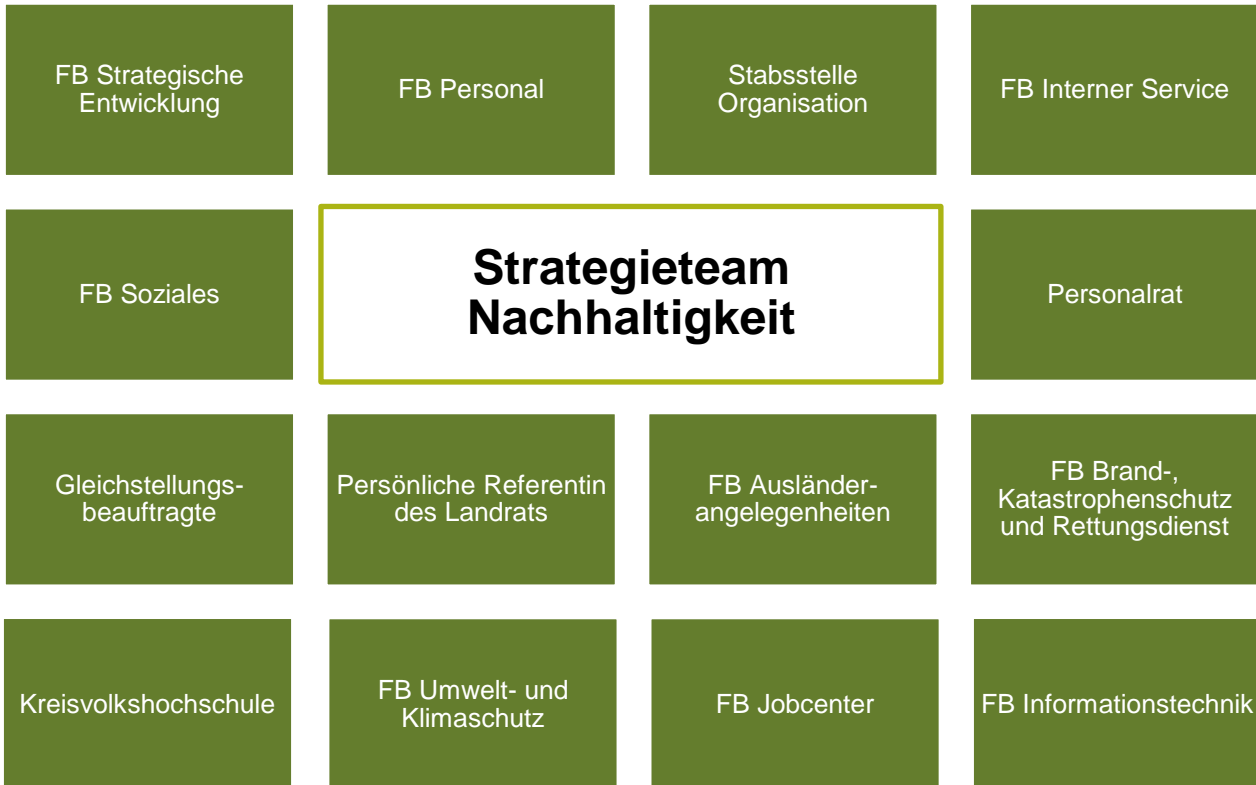 FB Strategische
Entwicklung
FB Personal
Stabsstelle
Organisation
FB Interner Service
FB Soziales
Strategieteam
Nachhaltigkeit
Personalrat
Gleichstellungs-
beauftragte
Persönliche Referentin
des Landrats
FB Ausländer-
angelegenheiten
FB Brand-,
Katastrophenschutz
und Rettungsdienst
Kreisvolkshochschule
FB Umwelt- und
Klimaschutz
FB Jobcenter
FB Informationstechnik